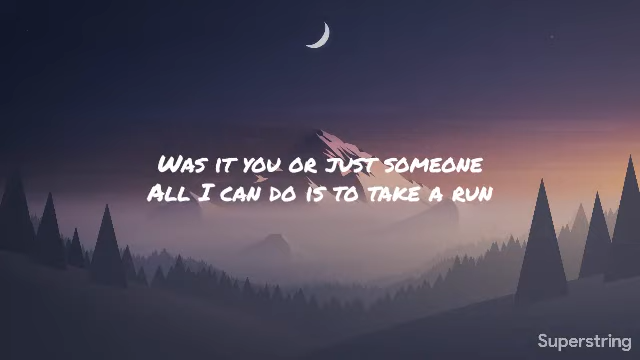 Was it you or just someone
All I can do is to take a run
Superstring